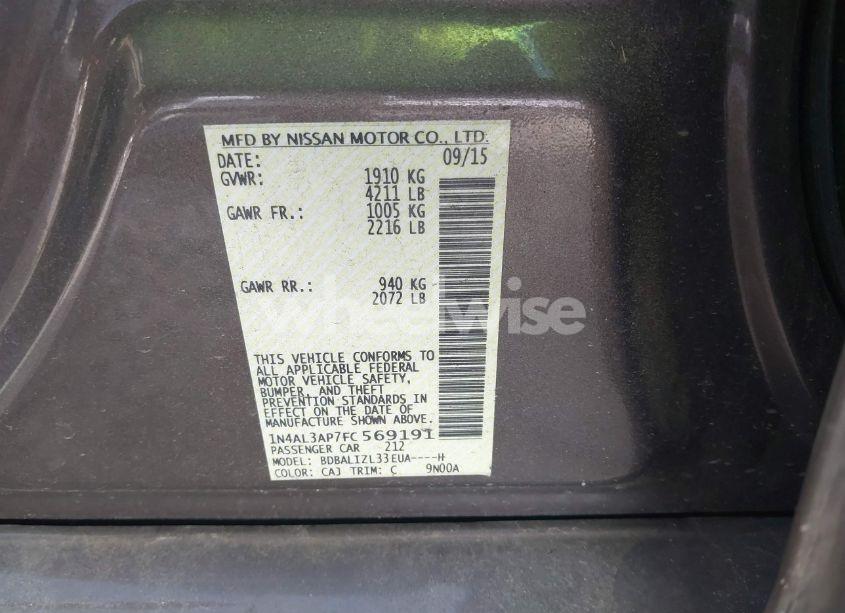 MFD BY NISSAN MOTOR CO., LTD.
DATE: 09/15
GVWR: 1910 KG
4211 LB
GAWR FR.: 1005 KG
2216 LB
GAWR RR.: 940 KG
2072 LB
wheelwise
THIS VEHICLE CONFORMS TO
ALL APPLICABLE FEDERAL
MOTOR VEHICLE SAFETY,
BUMPER, AND THEFT
PREVENTION STANDARDS IN
EFFECT ON THE DATE OF
MANUFACTURE SHOWN ABOVE.
1N4AL3AP7FC569191
PASSENGER CAR 212
MODEL: BDBALIZL33EUA----H
COLOR: CAJ TRIM: C 9N00A